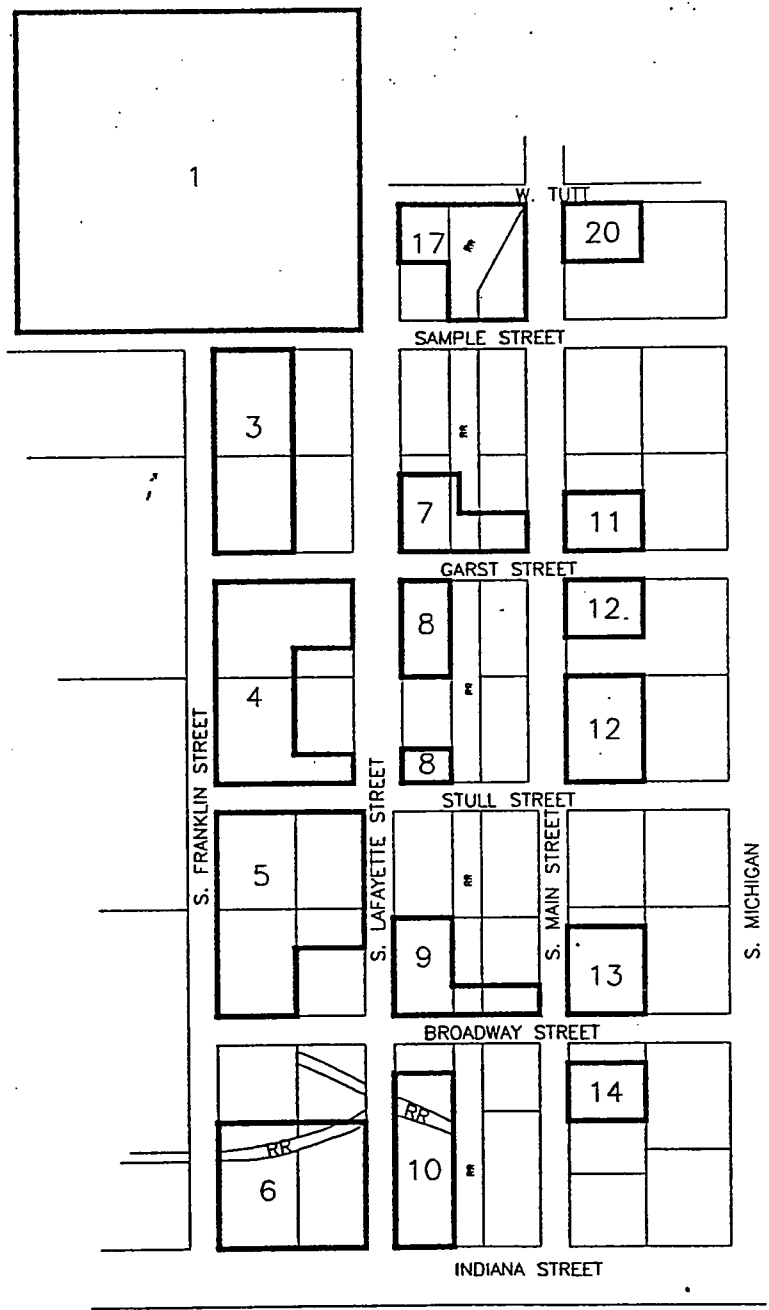 1
W. TUTT
17
RR
20
SAMPLE STREET
3
RR
7
11
GARST STREET
8
12
4
RR
12
8
S. FRANKLIN STREET
S. LAFAYETTE STREET
STULL STREET
S. MAIN STREET
S. MICHIGAN
5
RR
9
13
BROADWAY STREET
14
RR
RR
6
10
RR
INDIANA STREET